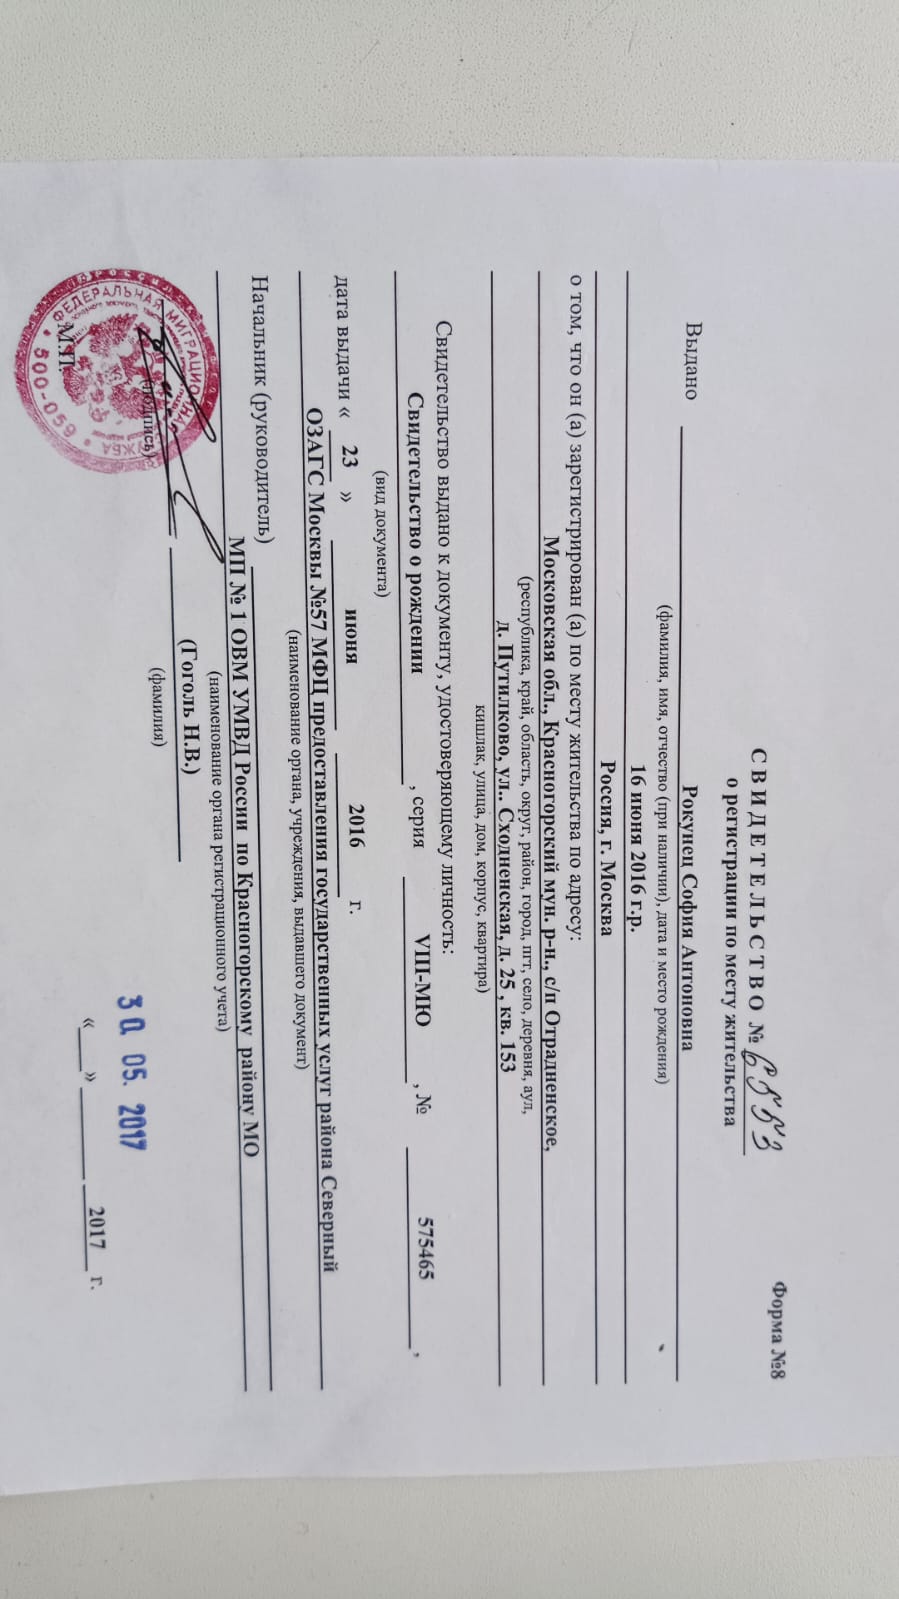 Форма №8
СВИДЕТЕЛЬСТВО № 6553
о регистрации по месту жительства
Выдано Рокунец София Антоновна
(фамилия, имя, отчество (при наличии), дата и место рождения)
16 июня 2016 г.р.
Россия, г. Москва
о том, что он (а) зарегистрирован (а) по месту жительства по адресу:
Московская обл., Красногорский мун. р-н., с/п Отрадненское,
(республика, край, область, округ, район, город, пгт, село, деревня, аул,
д. Путилково, ул.. Сходненская, д. 25 , кв. 153
кишлак, улица, дом, корпус, квартира)
Свидетельство выдано к документу, удостоверяющему личность:
Свидетельство о рождении , серия VIII-МЮ , № 575465 ,
(вид документа)
дата выдачи « 23 » июня 2016 г.
ОЗАГС Москвы №57 МФЦ предоставления государственных услуг района Северный
(наименование органа, учреждения, выдавшего документ)
Начальник (руководитель)
МП № 1 ОВМ УМВД России по Красногорскому району МО
(наименование органа регистрационного учета)
(Гоголь Н.В.)
(подпись) (фамилия)
М.П.
ФЕДЕРАЛЬНАЯ МИГРАЦИОННАЯ СЛУЖБА
500-059
30. 05. 2017
« » 2017 г.